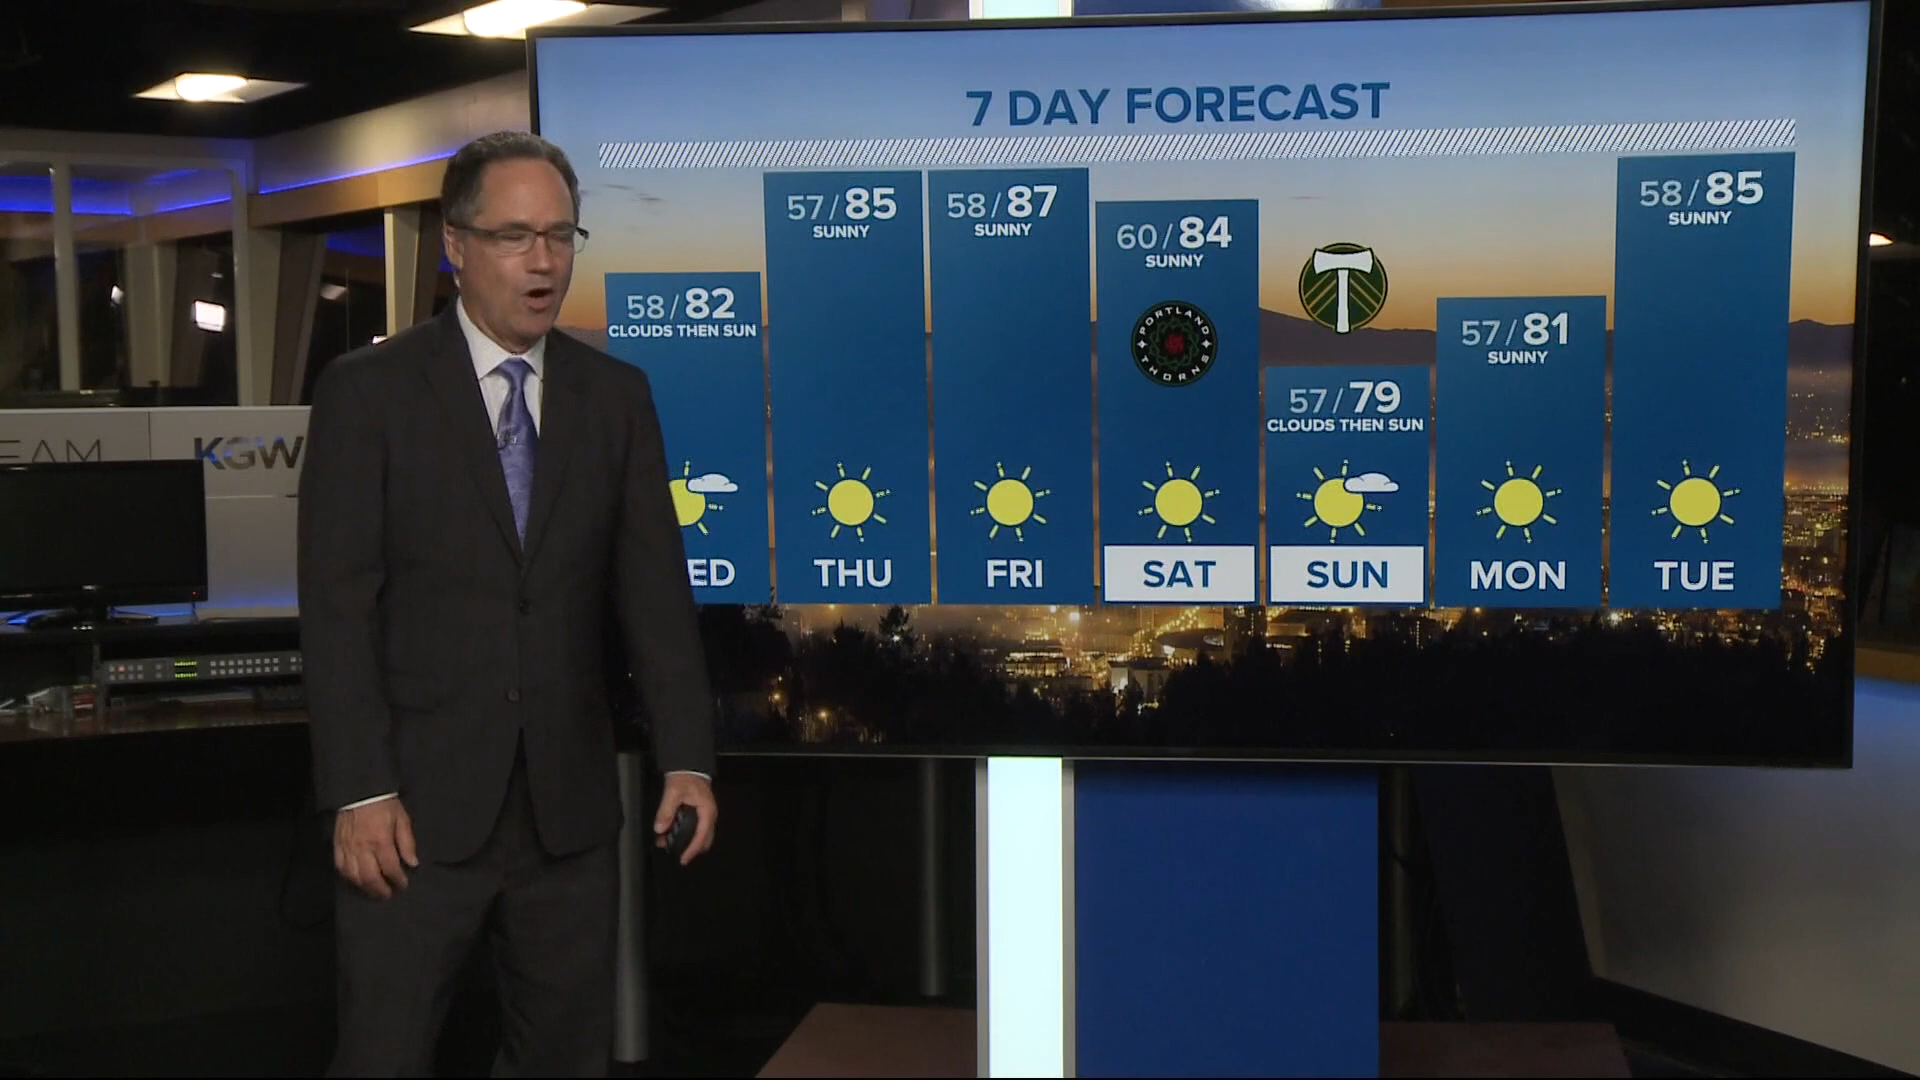 7 DAY FORECAST
58/82
CLOUDS THEN SUN
57/85
SUNNY
58/87
SUNNY
60/84
SUNNY
PORTLAND
THORNS
57/79
CLOUDS THEN SUN
57/81
SUNNY
58/85
SUNNY
ED
THU
FRI
SAT
SUN
MON
TUE
EAM
KGW